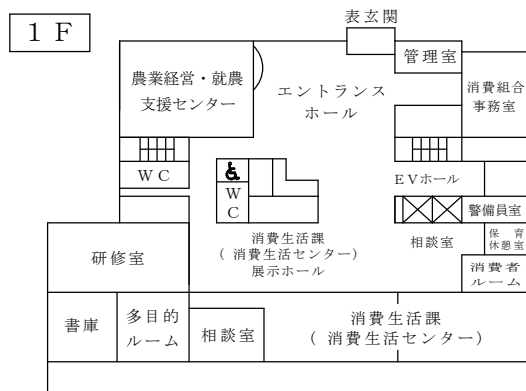 1F
表玄関
管理室
農業経営・就農
支援センター
エントランス
ホール
消費組合
事務室
WC
WC
EVホール
警備員室
相談室
保育
休憩室
消費生活課
(消費生活センター)
展示ホール
研修室
消費者
ルーム
書庫
多目的
ルーム
相談室
消費生活課
(消費生活センター)